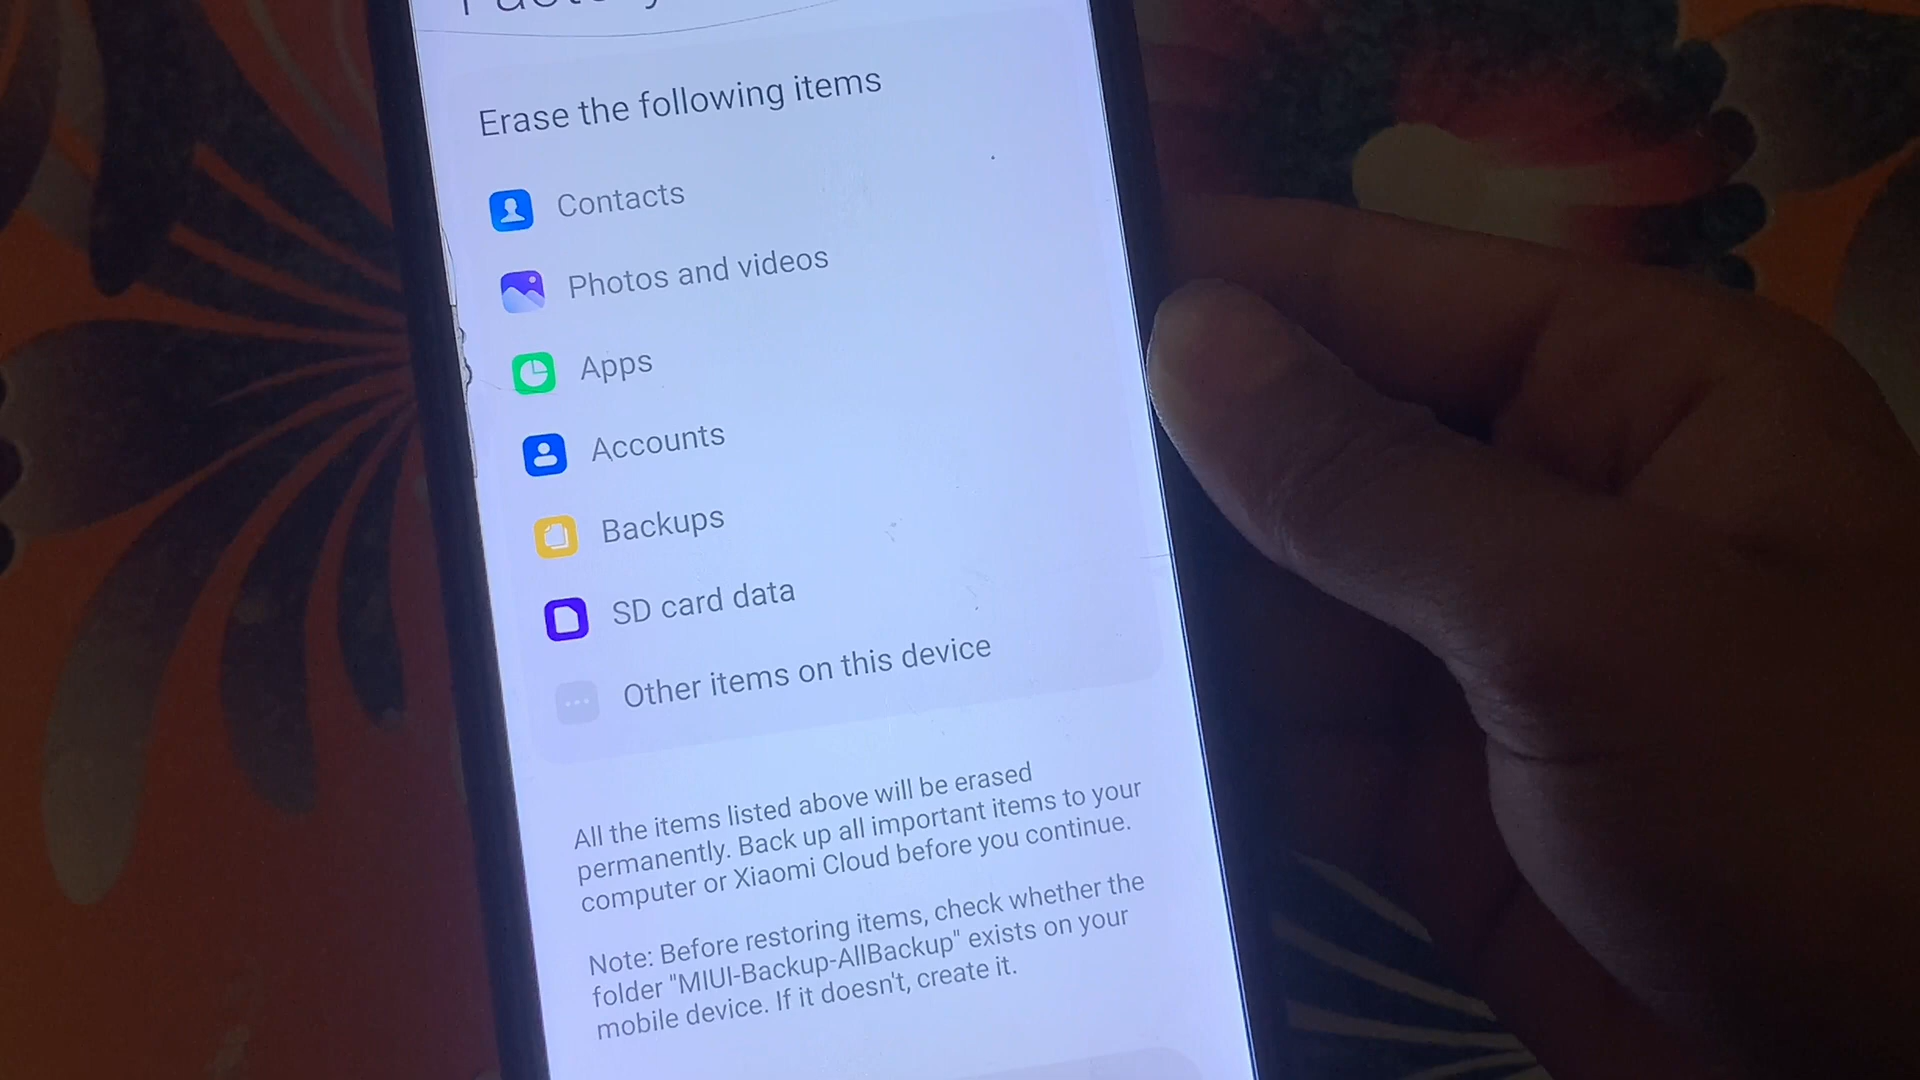 Factory
Erase the following items
Contacts
Photos and videos
Apps
Accounts
Backups
SD card data
Other items on this device
All the items listed above will be erased
permanently. Back up all important items to your
computer or Xiaomi Cloud before you continue.
Note: Before restoring items, check whether the
folder "MIUI-Backup-AllBackup" exists on your
mobile device. If it doesn't, create it.